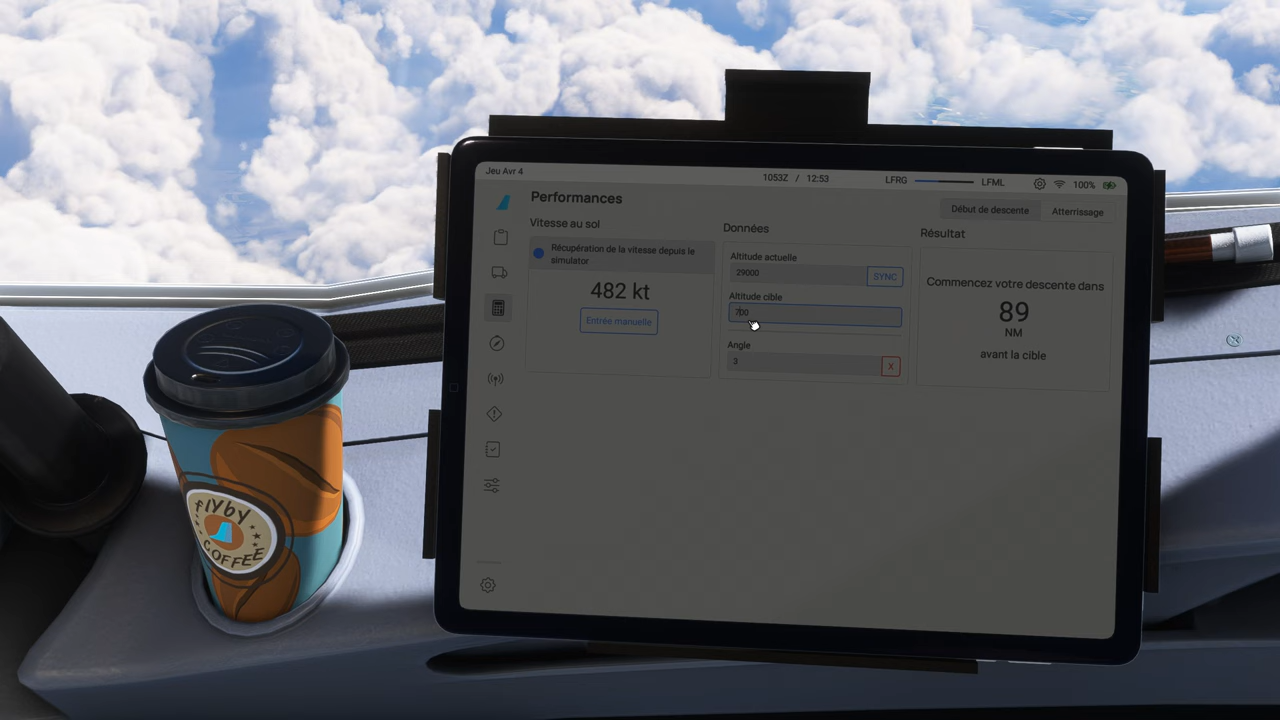 Jeu Avr 4
1053Z / 12:53
LFRG
LFML
100%
Performances
Début de descente
Atterrissage
Vitesse au sol
Récupération de la vitesse depuis le
simulator
482 kt
Entrée manuelle
Données
Altitude actuelle
29000
SYNC
Altitude cible
700
Angle
3
X
Résultat
Commencez votre descente dans
89
NM
avant la cible
flyby
COFFEE